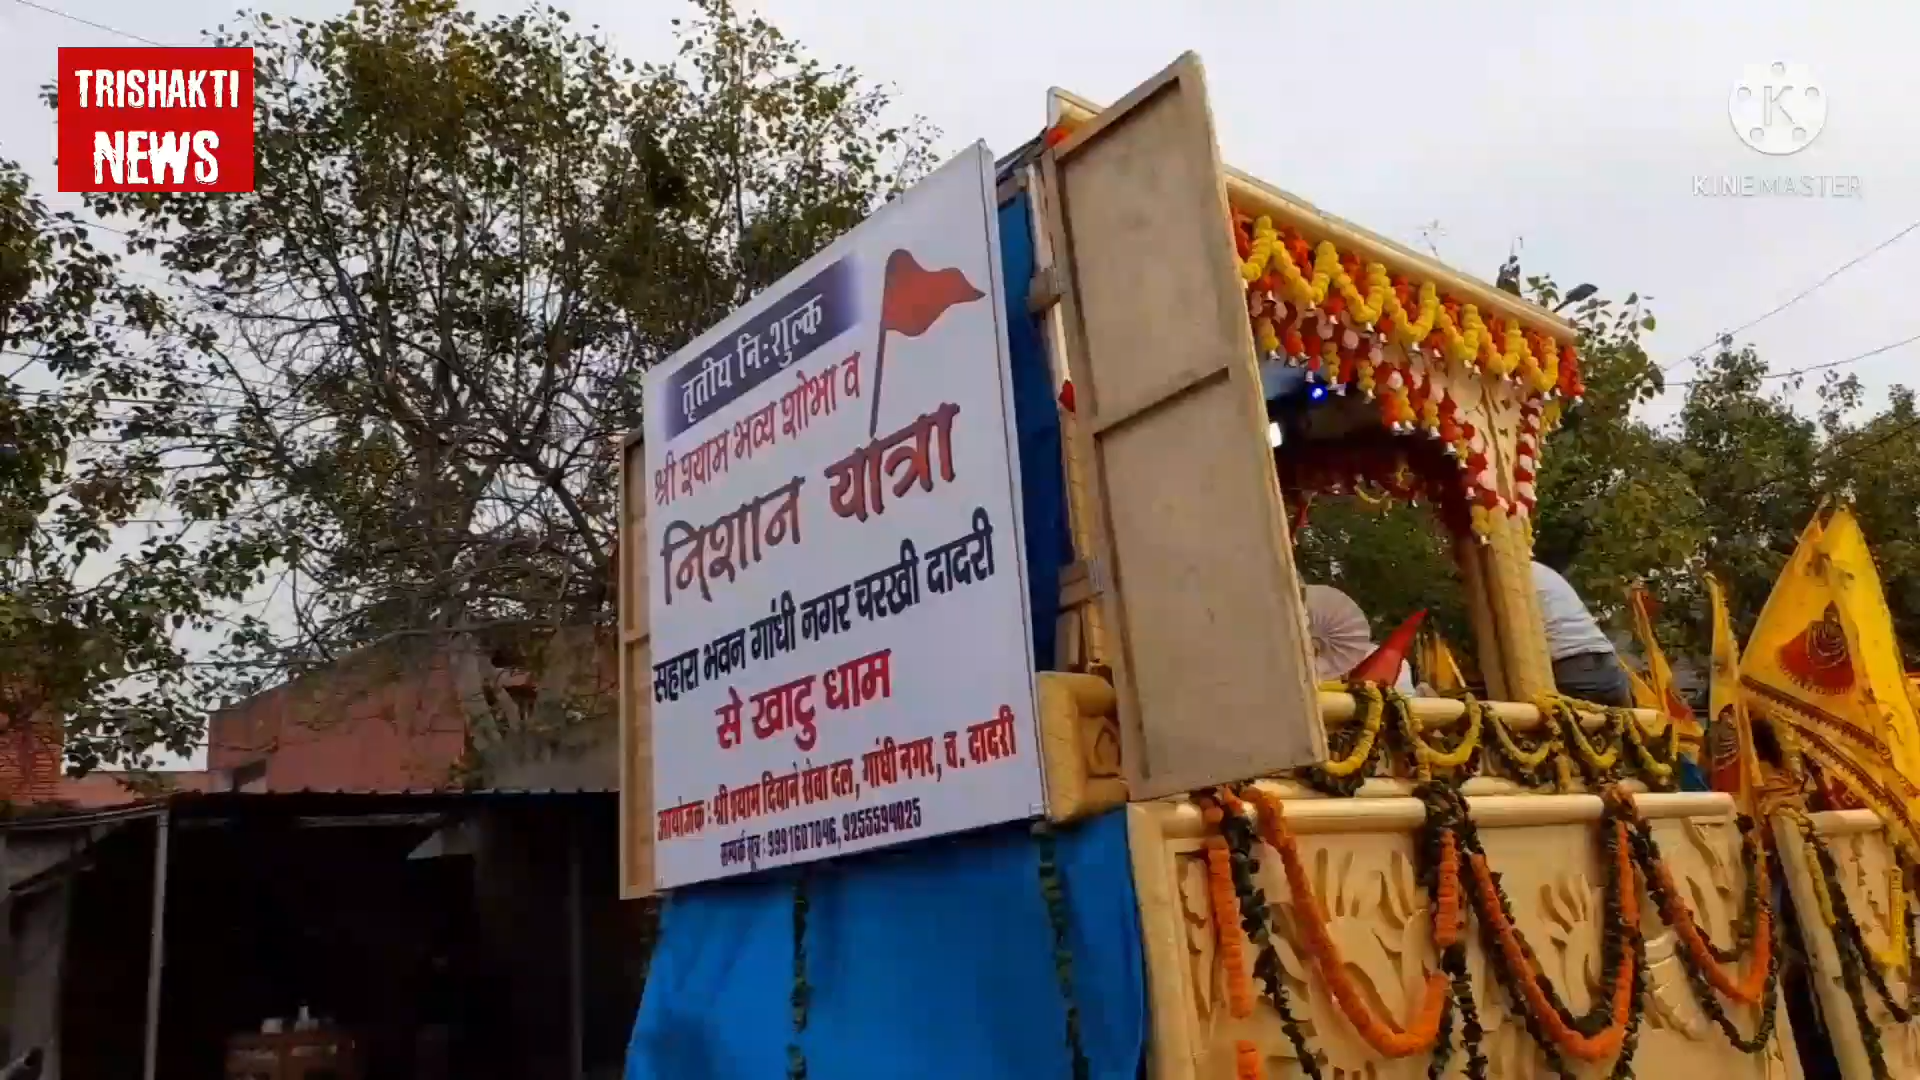 TRISHAKTI
NEWS
KINEMASTER
तृतीय नि:शुल्क
श्री श्याम भव्य शोभा व
निशान यात्रा
सहारा भवन गांधी नगर चरखी दादरी
से खाटु धाम
आयोजक : श्री श्याम दिवाने सेवा दल, गांधी नगर, च. दादरी
सम्पर्क सूत्र : 9991607046, 9255594025